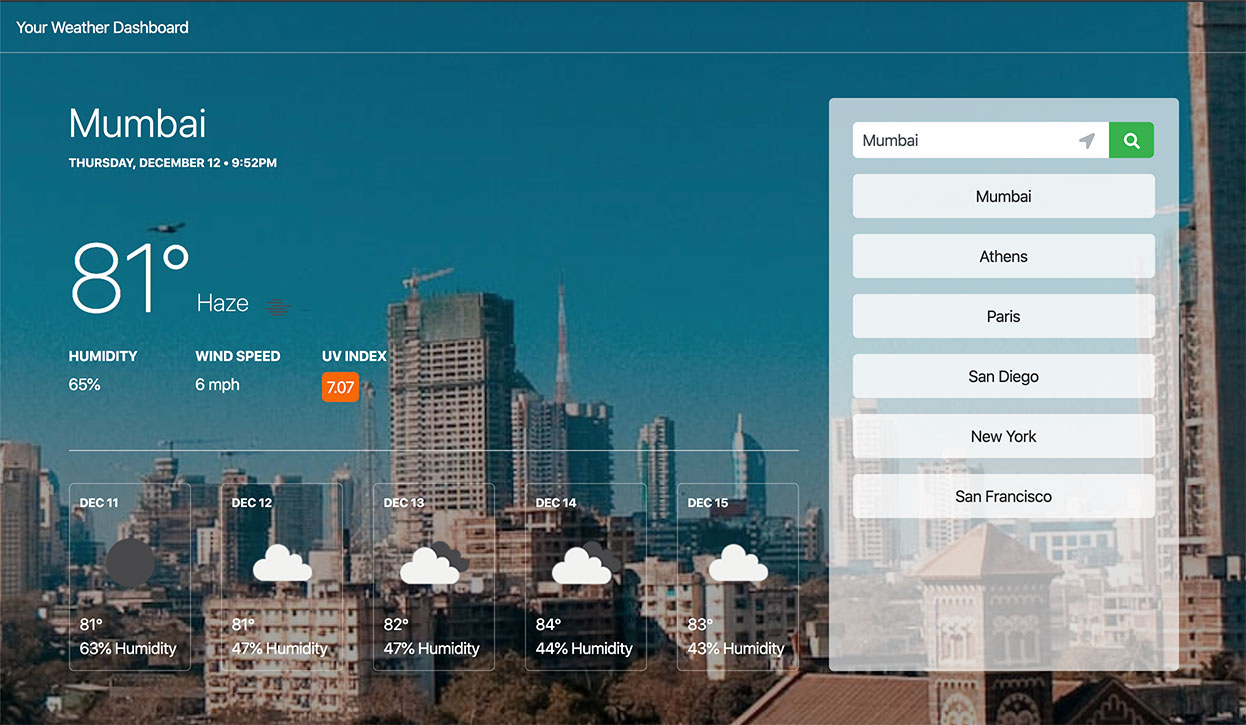 Your Weather Dashboard
Mumbai
THURSDAY, DECEMBER 12 • 9:52PM
81°
Haze
HUMIDITY
65%
WIND SPEED
6 mph
UV INDEX
7.07
DEC 11
81°
63% Humidity
DEC 12
81°
47% Humidity
DEC 13
82°
47% Humidity
DEC 14
84°
44% Humidity
DEC 15
83°
43% Humidity
Mumbai
Mumbai
Athens
Paris
San Diego
New York
San Francisco